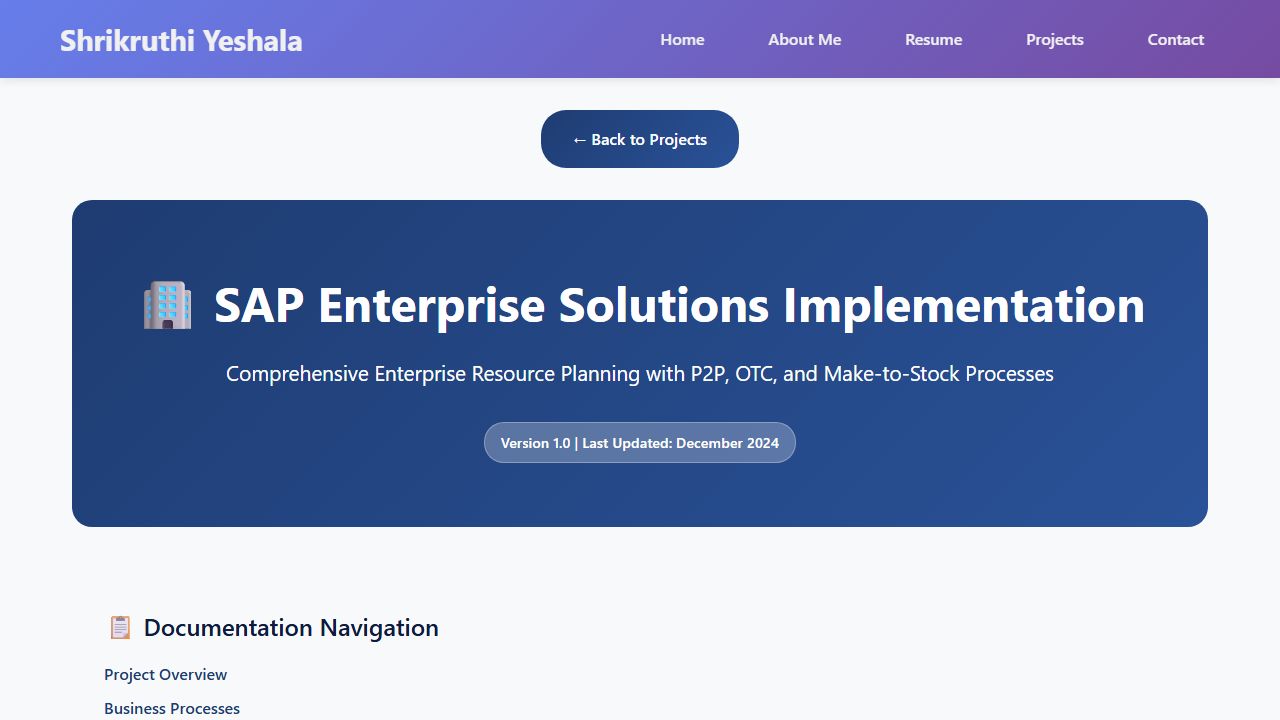 Shrikruthi Yeshala
Home
About Me
Resume
Projects
Contact
← Back to Projects
SAP Enterprise Solutions Implementation
Comprehensive Enterprise Resource Planning with P2P, OTC, and Make-to-Stock Processes
Version 1.0 | Last Updated: December 2024
Documentation Navigation
Project Overview
Business Processes